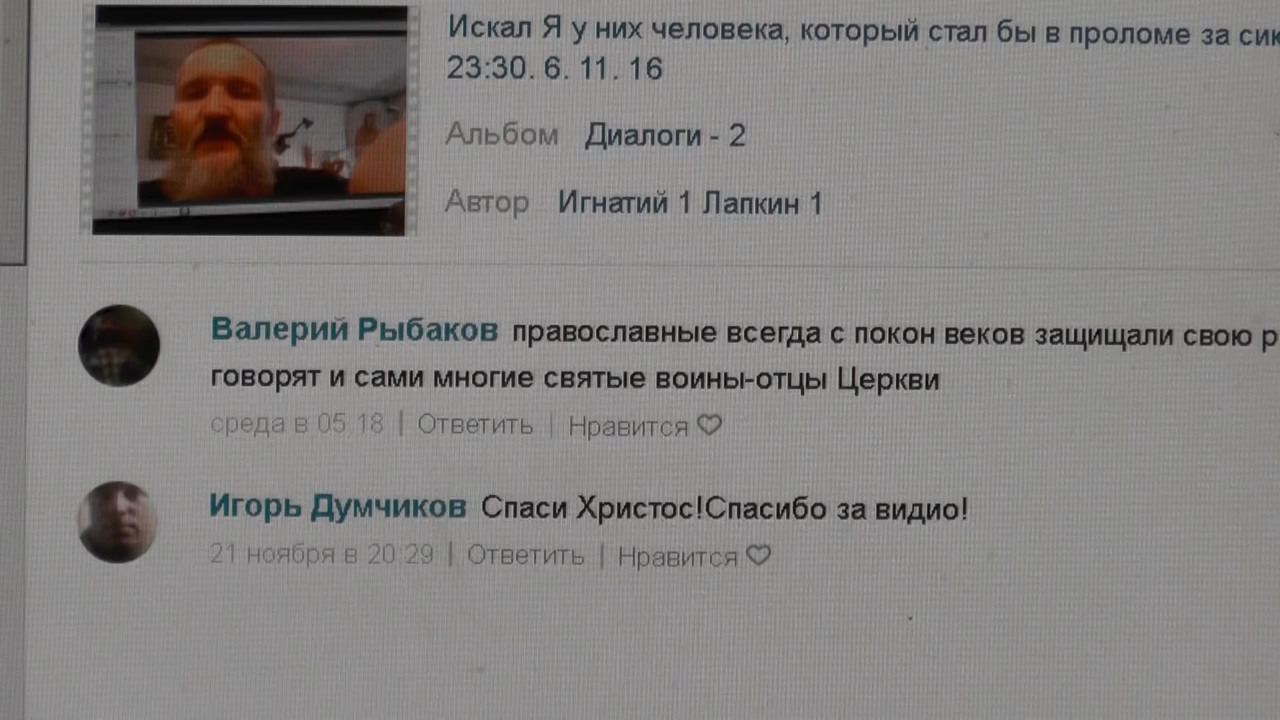 Искал Я у них человека, который стал бы в проломе за
23:30. 6. 11. 16
Альбом Диалоги - 2
Автор Игнатий 1 Лапкин 1
Валерий Рыбаков православные всегда с покон веков защищали свою
говорят и сами многие святые воины-отцы Церкви
среда в 05:18 | Ответить | Нравится
Игорь Думчиков Спаси Христос!Спасибо за видио!
21 ноября в 20:29 | Ответить | Нравится